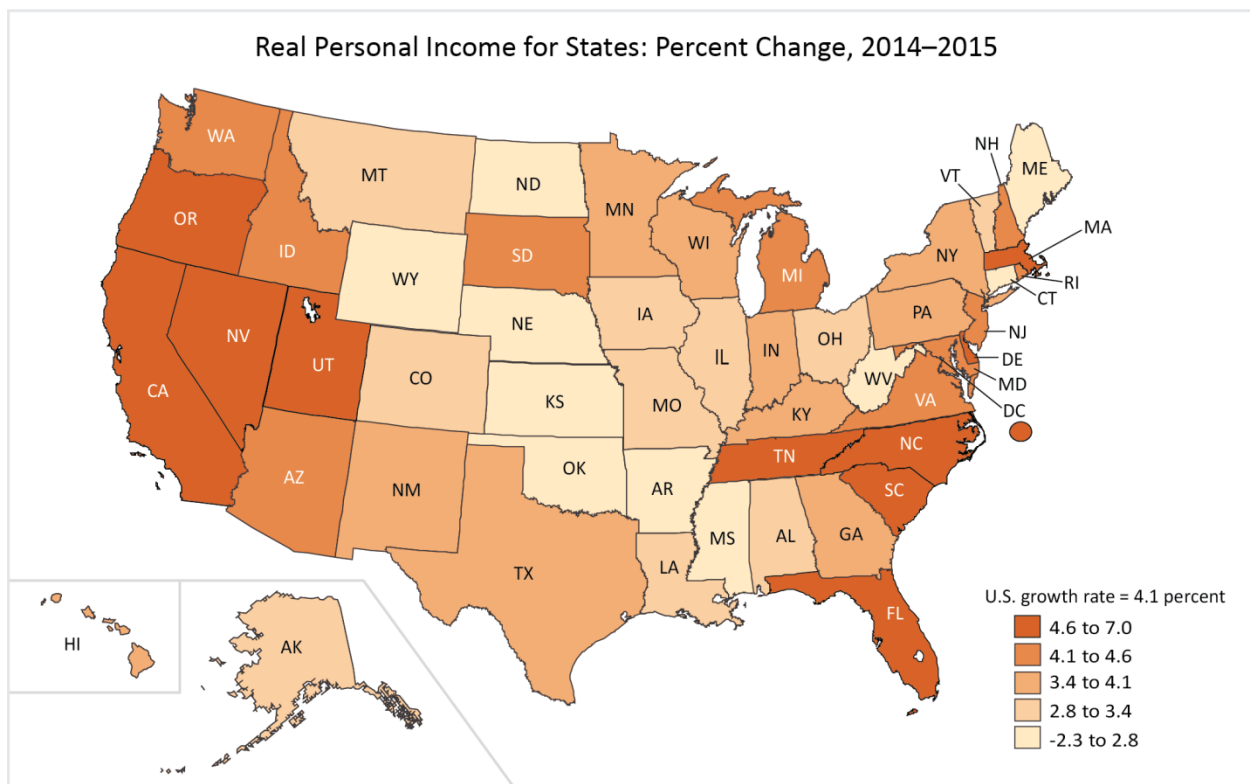 Real Personal Income for States: Percent Change, 2014–2015
WA
MT
ND
MN
NH
VT
ME
OR
ID
SD
WI
MI
NY
MA
WY
RI
CT
NV
NE
IA
PA
NJ
UT
CO
IL
IN
OH
DE
CA
WV
MD
KS
MO
KY
VA
DC
AZ
NM
OK
AR
TN
NC
SC
MS
AL
GA
TX
LA
FL
HI
AK
U.S. growth rate = 4.1 percent
4.6 to 7.0
4.1 to 4.6
3.4 to 4.1
2.8 to 3.4
-2.3 to 2.8